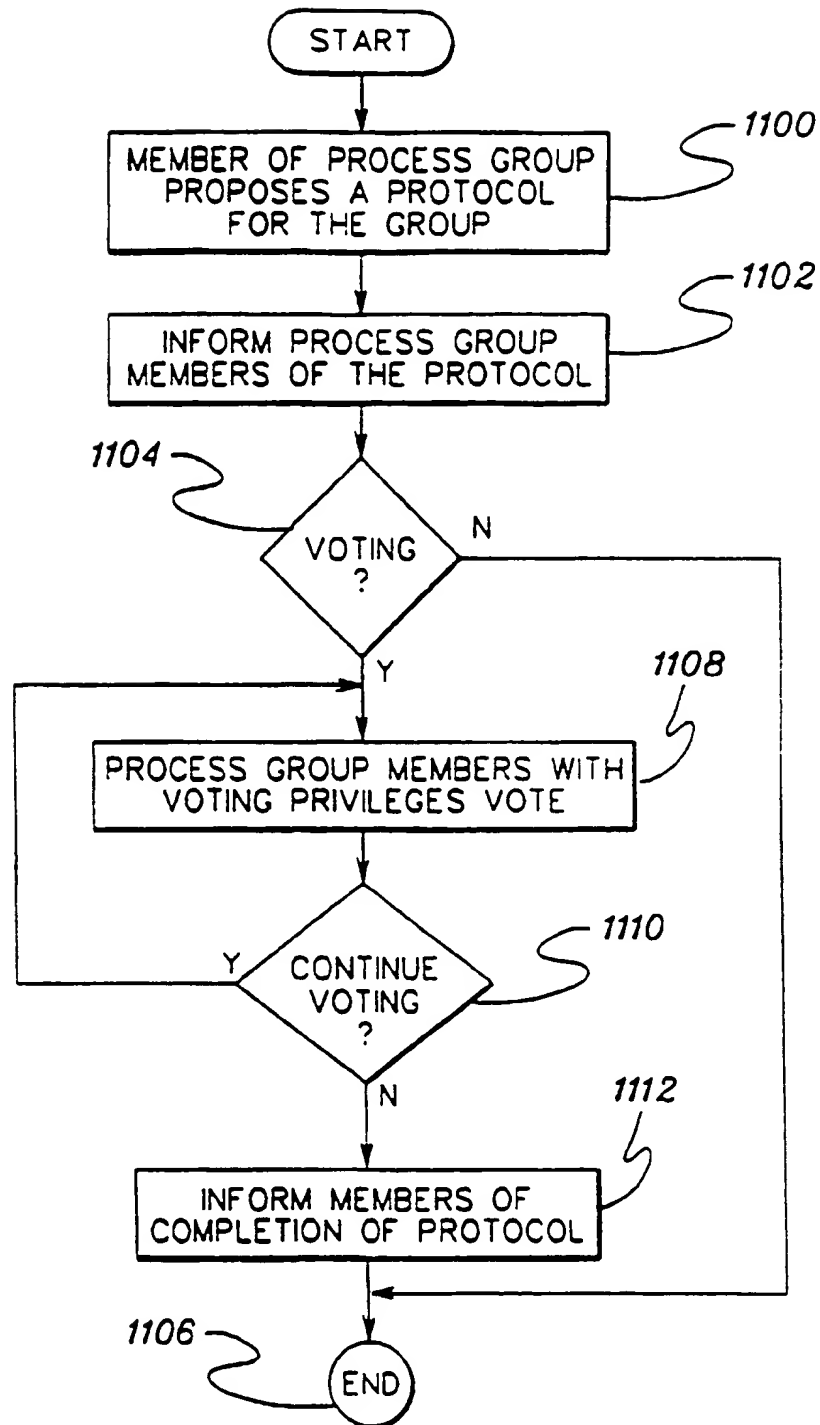 START
MEMBER OF PROCESS GROUP
PROPOSES A PROTOCOL
FOR THE GROUP
1100
INFORM PROCESS GROUP
MEMBERS OF THE PROTOCOL
1102
1104
VOTING
?
N
Y
PROCESS GROUP MEMBERS WITH
VOTING PRIVILEGES VOTE
1108
Y
CONTINUE
VOTING
?
1110
N
INFORM MEMBERS OF
COMPLETION OF PROTOCOL
1112
1106
END